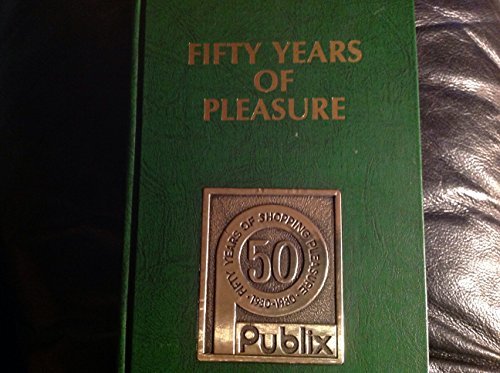 FIFTY YEARS
OF
PLEASURE
FIFTY YEARS OF SHOPPING PLEASURE
50
1930-1980
Publix